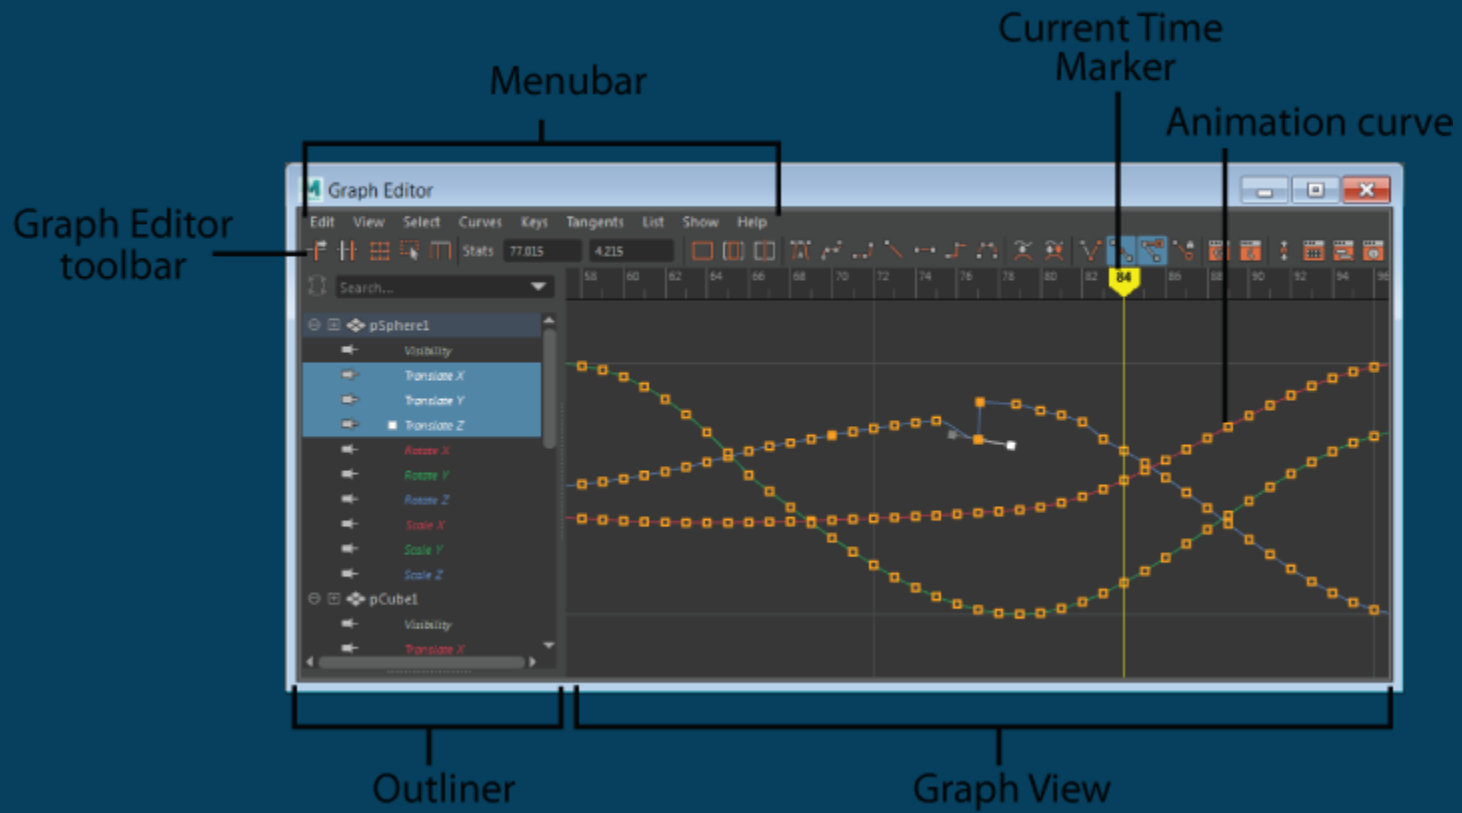 Current Time
Marker
Menubar
Animation curve
Graph Editor
toolbar
Graph Editor
Edit View Select Curves Keys Tangents List Show Help
Stats 77.015 4.215
Search...
58 60 62 64 66 68 70 72 74 76 78 80 82 84 86 88 90 92 94 96
pSphere1
Visibility
Translate X
Translate Y
Translate Z
Rotate X
Rotate Y
Rotate Z
Scale X
Scale Y
Scale Z
pCube1
Visibility
Translate X
Outliner
Graph View